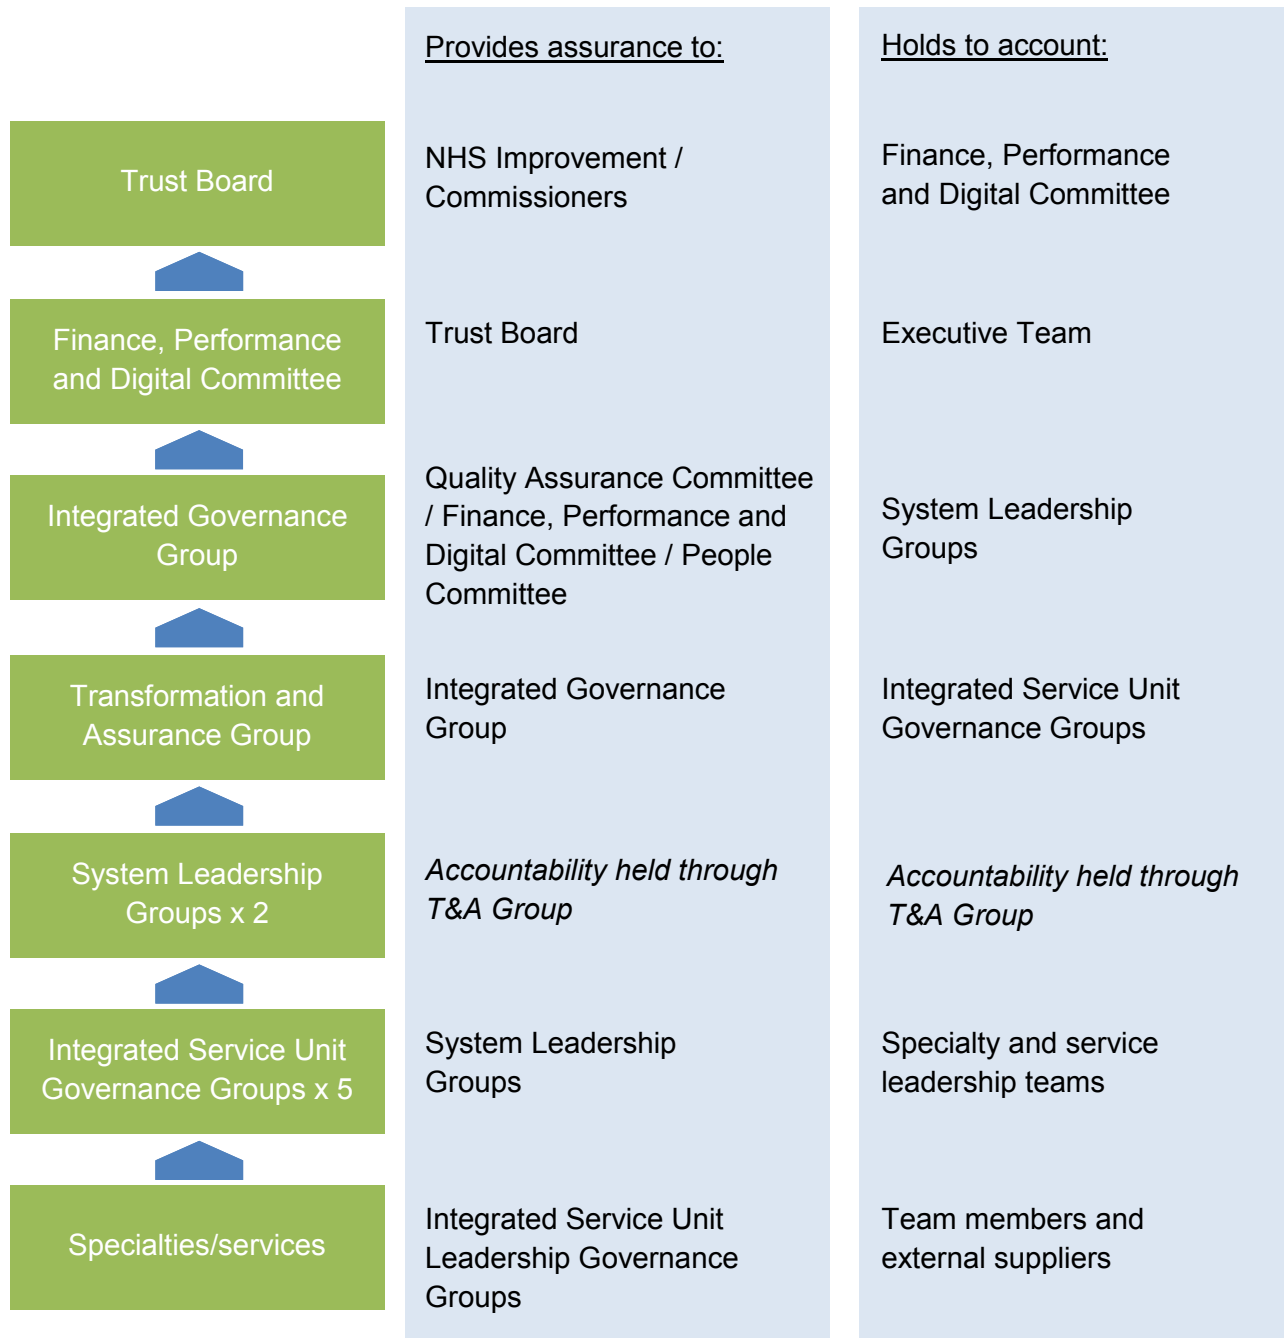 Provides assurance to:
Holds to account:
Trust Board
NHS Improvement /
Commissioners
Finance, Performance
and Digital Committee
Finance, Performance
and Digital Committee
Trust Board
Executive Team
Integrated Governance
Group
Quality Assurance Committee
/ Finance, Performance and
Digital Committee / People
Committee
System Leadership
Groups
Transformation and
Assurance Group
Integrated Governance
Group
Integrated Service Unit
Governance Groups
System Leadership
Groups x 2
Accountability held through
T&A Group
Accountability held through
T&A Group
Integrated Service Unit
Governance Groups x 5
System Leadership
Groups
Specialty and service
leadership teams
Specialties/services
Integrated Service Unit
Leadership Governance
Groups
Team members and
external suppliers